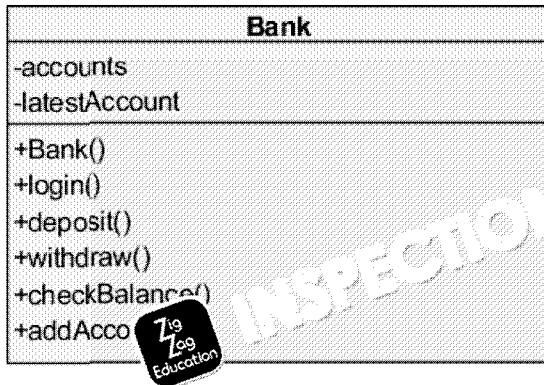 Bank
-accounts
-latestAccount
+Bank()
+login()
+deposit()
+withdraw()
+checkBalance()
+addAcco
Zig
Zag
Education
INSPECTION